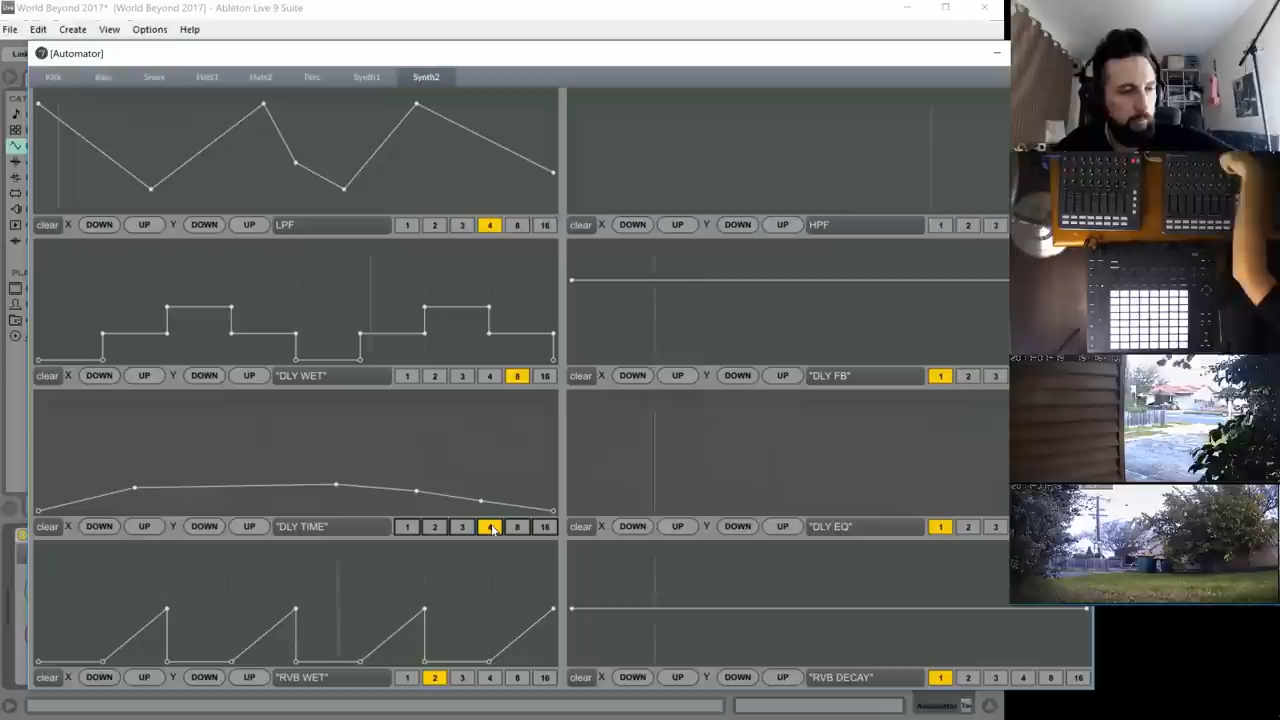 World Beyond 2017* [World Beyond 2017] - Ableton Live 9 Suite
File Edit Create View Options Help
Link
[Automator]
Kick Bass Snare Hats1 Hats2 Perc Synth1 Synth2
CAT
clear X DOWN UP Y DOWN UP LPF 1 2 3 4 8 16
clear X DOWN UP Y DOWN UP HPF 1 2 3
PLA
clear X DOWN UP Y DOWN UP "DLY WET" 1 2 3 4 8 16
clear X DOWN UP Y DOWN UP "DLY FB" 1 2 3
clear X DOWN UP Y DOWN UP "DLY TIME" 1 2 3 4 8 16
clear X DOWN UP Y DOWN UP "DLY EQ" 1 2 3
clear X DOWN UP Y DOWN UP "RVB WET" 1 2 3 4 8 16
clear X DOWN UP Y DOWN UP "RVB DECAY" 1 2 3 4 8 16